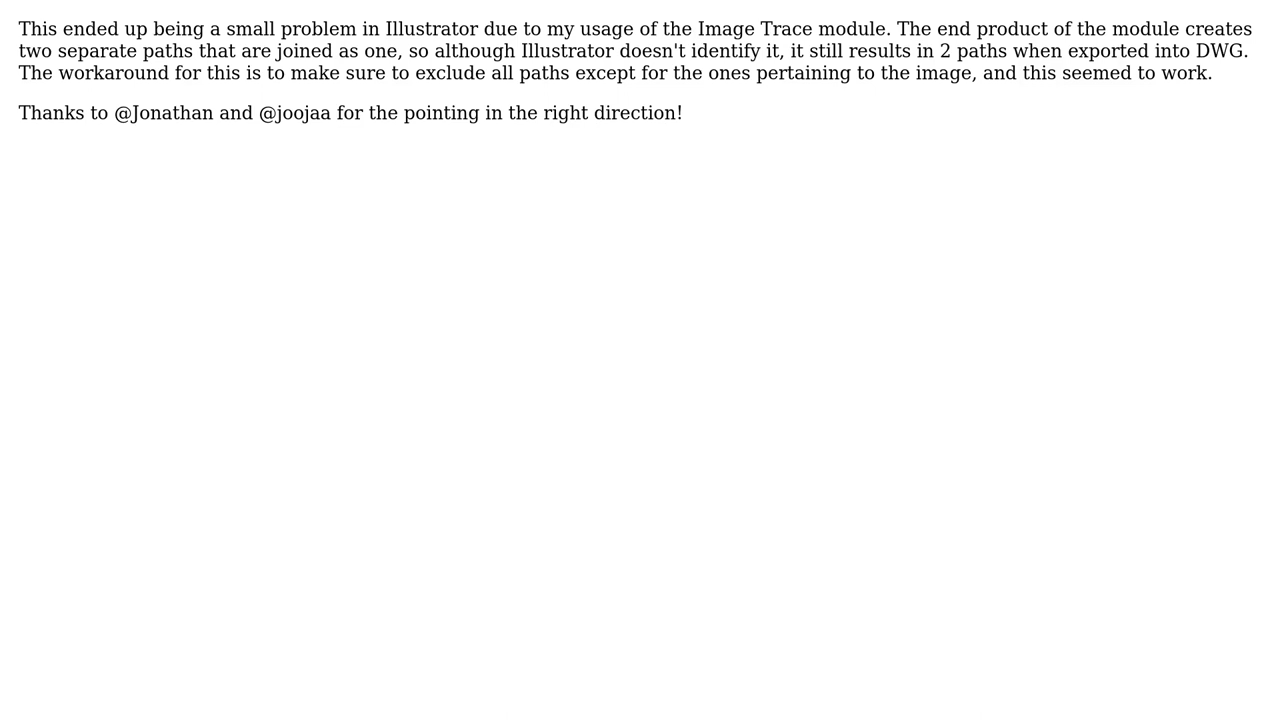 This ended up being a small problem in Illustrator due to my usage of the Image Trace module. The end product of the module creates
two separate paths that are joined as one, so although Illustrator doesn't identify it, it still results in 2 paths when exported into DWG.
The workaround for this is to make sure to exclude all paths except for the ones pertaining to the image, and this seemed to work.
Thanks to @Jonathan and @joojaa for the pointing in the right direction!